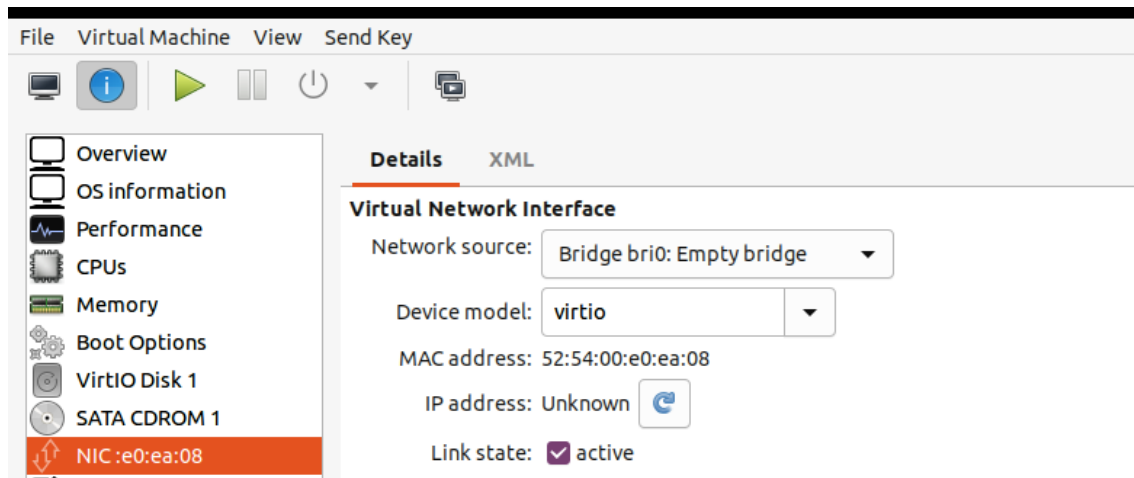 File Virtual Machine View Send Key
Overview
OS information
Performance
CPUs
Memory
Boot Options
VirtIO Disk 1
SATA CDROM 1
NIC :e0:ea:08
Details XML
Virtual Network Interface
Network source: Bridge bri0: Empty bridge
Device model: virtio
MAC address: 52:54:00:e0:ea:08
IP address: Unknown
Link state: active